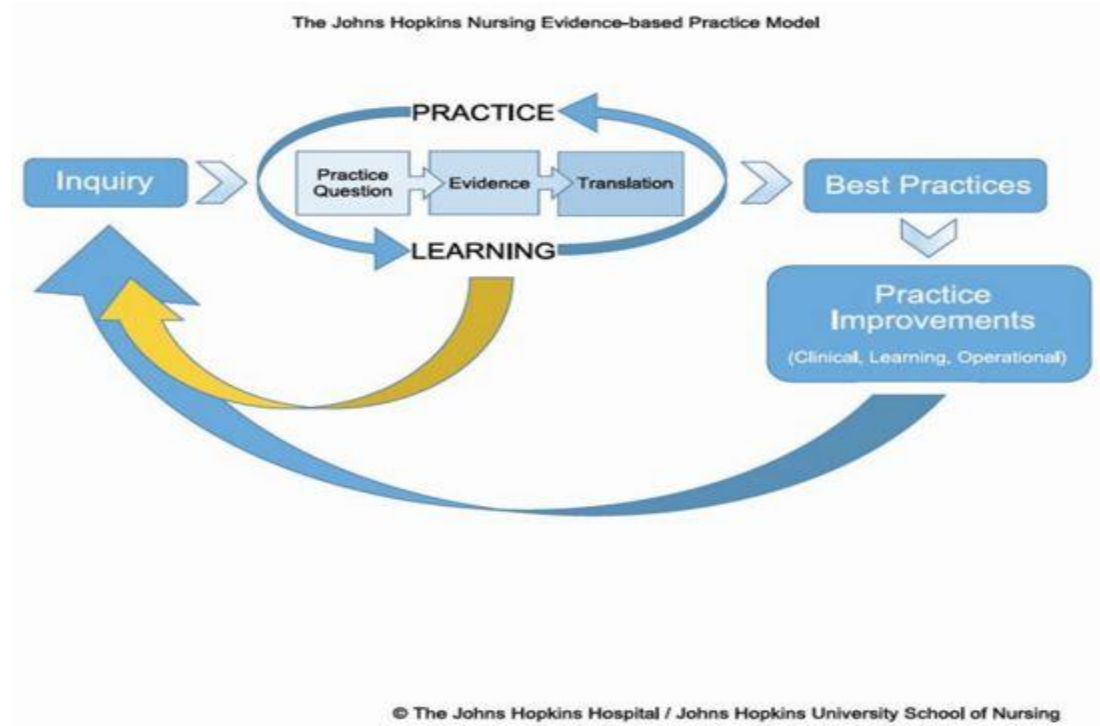 The Johns Hopkins Nursing Evidence-based Practice Model
PRACTICE
Inquiry
Practice
Question
Evidence
Translation
LEARNING
Best Practices
Practice
Improvements
(Clinical, Learning, Operational)
© The Johns Hopkins Hospital / Johns Hopkins University School of Nursing